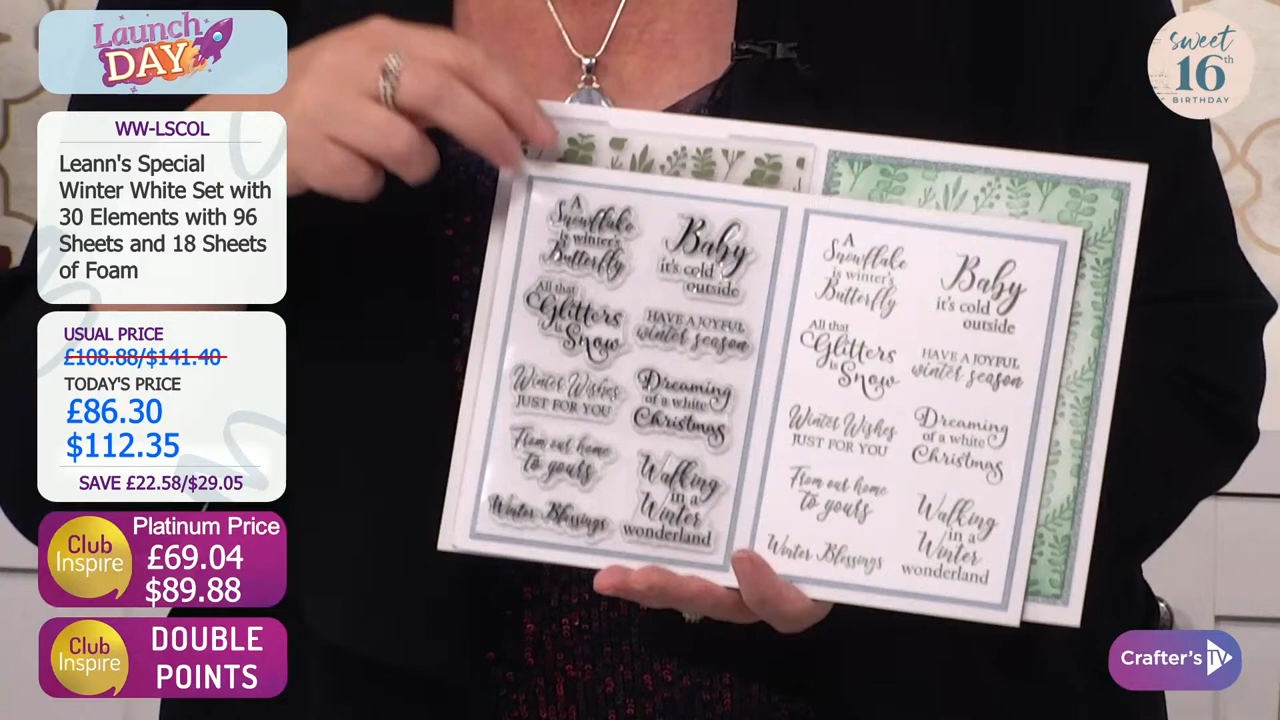 Launch
DAY
WW-LSCOL
Leann's Special
Winter White Set with
30 Elements with 96
Sheets and 18 Sheets
of Foam
USUAL PRICE
£108.88/$141.40
TODAY'S PRICE
£86.30
$112.35
SAVE £22.58/$29.05
Club
Inspire
Platinum Price
£69.04
$89.88
Club
Inspire
DOUBLE
POINTS
sweet
16th
BIRTHDAY
A
Snowflake
is winter's
Butterfly
Baby
it's cold
outside
All that
Glitters
is Snow
HAVE A JOYFUL
winter season
Winter Wishes
JUST FOR YOU
Dreaming
of a white
Christmas
From our home
to yours
Walking
in a
Winter
wonderland
Winter Blessings
A
Snowflake
is winter's
Butterfly
Baby
it's cold
outside
All that
Glitters
is Snow
HAVE A JOYFUL
winter season
Winter Wishes
JUST FOR YOU
Dreaming
of a white
Christmas
From our home
to yours
Walking
in a
Winter
wonderland
Winter Blessings
Crafter's TV